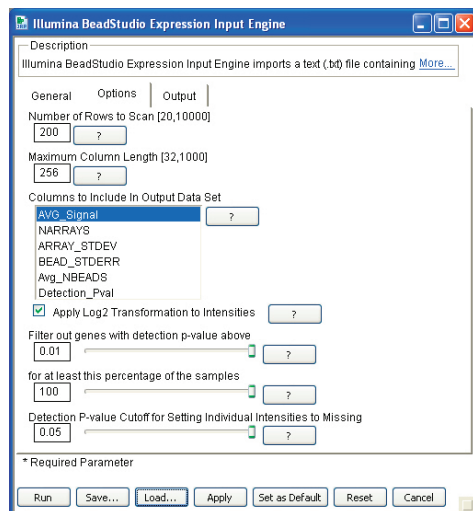 Illumina BeadStudio Expression Input Engine
Description
Illumina BeadStudio Expression Input Engine imports a text (.txt) file containing More...
General Options Output
Number of Rows to Scan [20,10000]
200 ?
Maximum Column Length [32,1000]
256 ?
Columns to Include In Output Data Set
AVG_Signal ?
NARRAYS
ARRAY_STDEV
BEAD_STDERR
Avg_NBEADS
Detection_Pval
Apply Log2 Transformation to Intensities ?
Filter out genes with detection p-value above
0.01 ?
for at least this percentage of the samples
100 ?
Detection P-value Cutoff for Setting Individual Intensities to Missing
0.05 ?
* Required Parameter
Run Save... Load... Apply Set as Default Reset Cancel